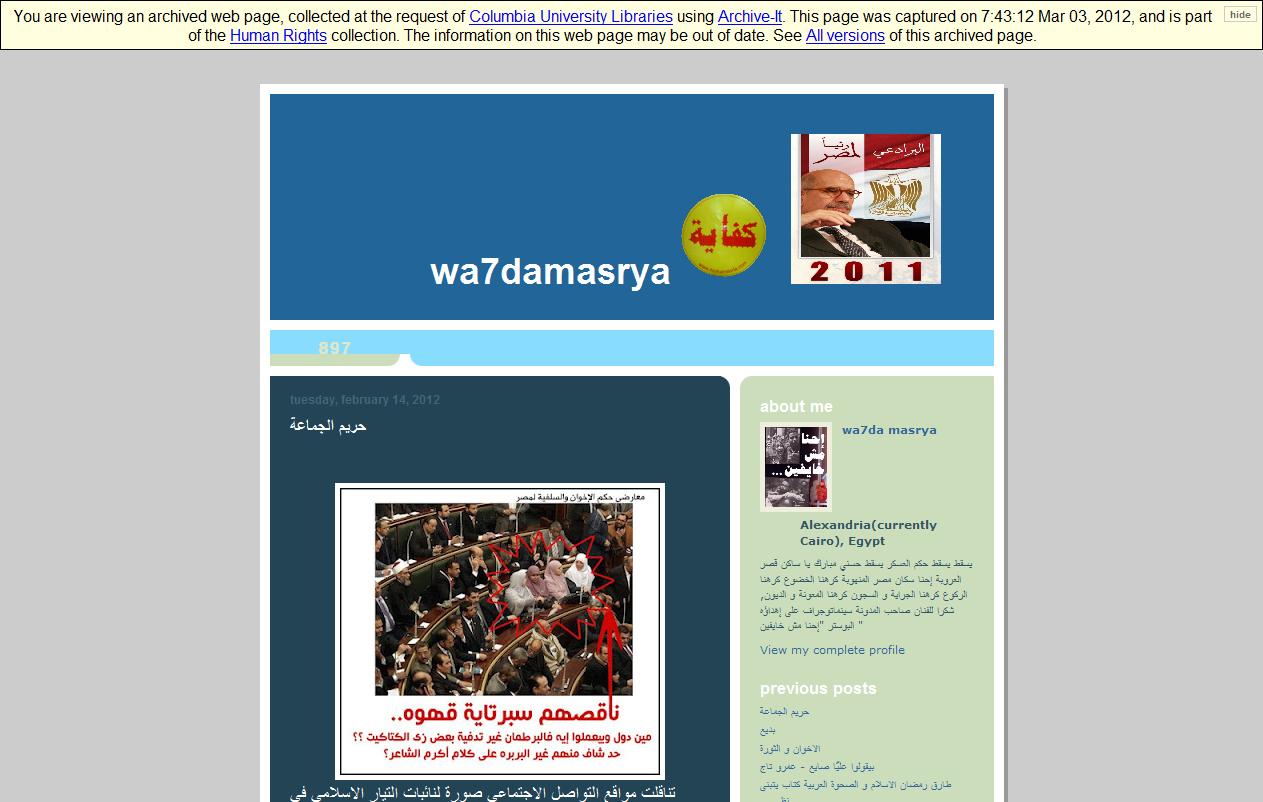 You are viewing an archived web page, collected at the request of Columbia University Libraries using Archive-It. This page was captured on 7:43:12 Mar 03, 2012, and is part
of the Human Rights collection. The information on this web page may be out of date. See All versions of this archived page.
hide
البرادعي
لمصر
2011
كفاية
wa7damasrya
897
tuesday, february 14, 2012
حريم الجماعة
معارضي حكم الإخوان والسلفية لمصر
ناقصهم سبرتاية قهوه..
مين دول وبيعملوا إيه فالبرطمان غير تدفية بعض زى الكتاكيت ؟؟
حد شاف منهم غير البربره على كلام أكرم الشاعر؟
تناقلت مواقع التواصل الاجتماعي صورة لنائبات التيار الاسلامي في
about me
إحنا
مش
خايفين...
wa7da masrya
Alexandria(currently
Cairo), Egypt
يسقط يسقط حكم العسكر يسقط حسني مبارك يا ساكن قصر
العروبة إحنا سكان مصر المنهوبة كرهنا الخضوع كرهنا
الركوع كرهنا الجراية و السجون كرهنا المعونة و الديون,
شكرا للفنان صاحب المدونة سينماتوجراف على إهداؤه
البوستر "إحنا مش خايفين "
View my complete profile
previous posts
حريم الجماعة
بديع
الاخوان و الثورة
بيقولوا عليّا صايع - عمرو تاج
طارق رمضان الاسلام و الصحوة العربية كتاب يتبنى